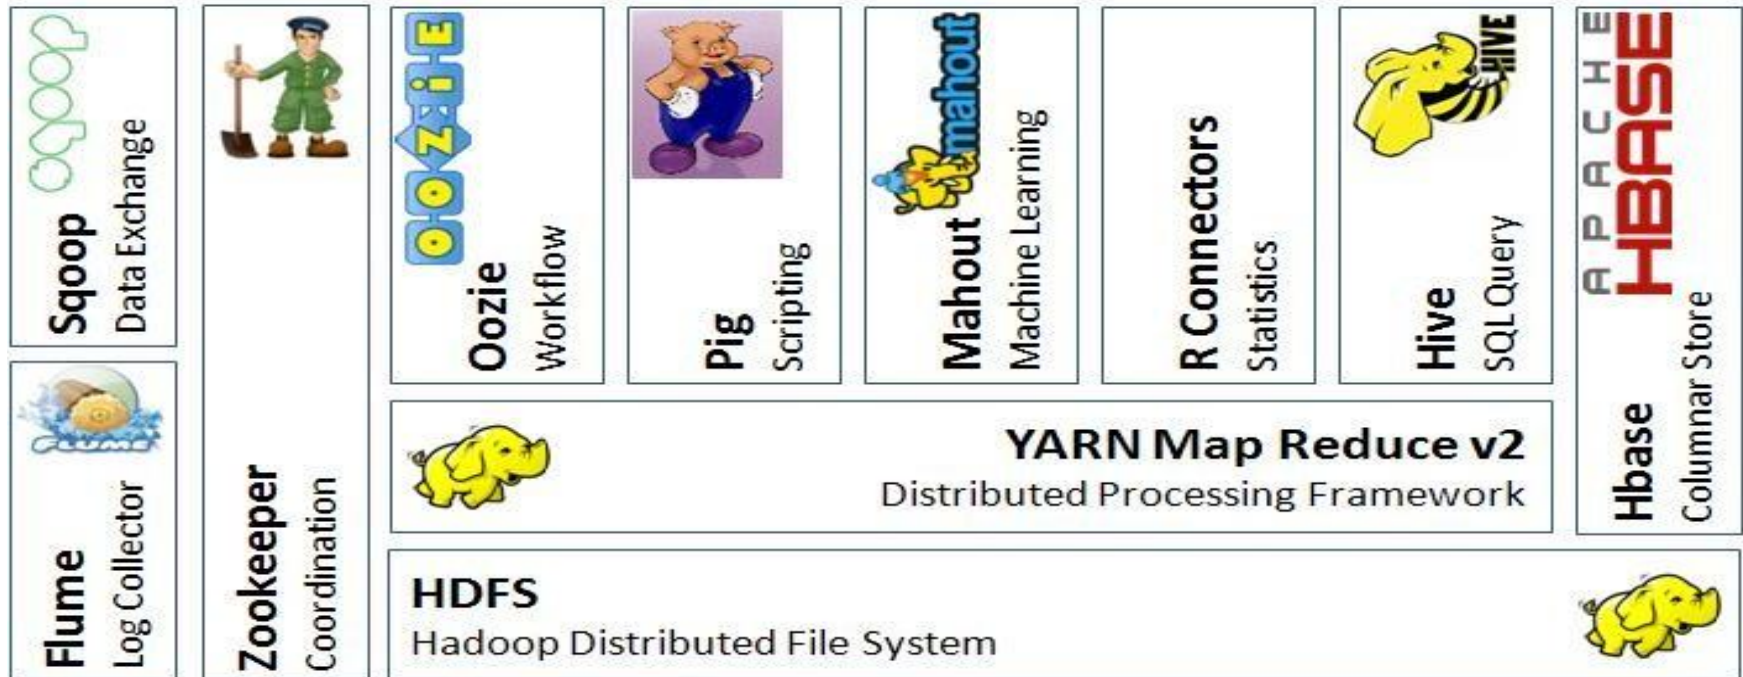 sqoop
Sqoop
Data Exchange
FLUME
Flume
Log Collector
Zookeeper
Coordination
OOZIE
Oozie
Workflow
Pig
Scripting
mahout
Mahout
Machine Learning
R Connectors
Statistics
HIVE
Hive
SQL Query
APACHE
HBASE
Hbase
Columnar Store
YARN Map Reduce v2
Distributed Processing Framework
HDFS
Hadoop Distributed File System